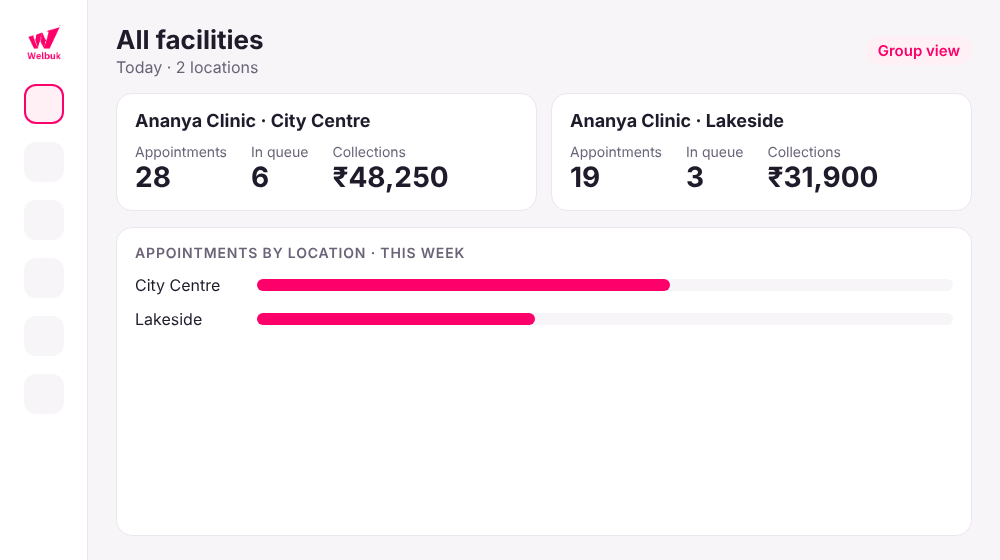 Welbuk
All facilities
Today · 2 locations
Group view
Ananya Clinic · City Centre
Appointments In queue Collections
28 6 ₹48,250
Ananya Clinic · Lakeside
Appointments In queue Collections
19 3 ₹31,900
APPOINTMENTS BY LOCATION · THIS WEEK
City Centre
Lakeside